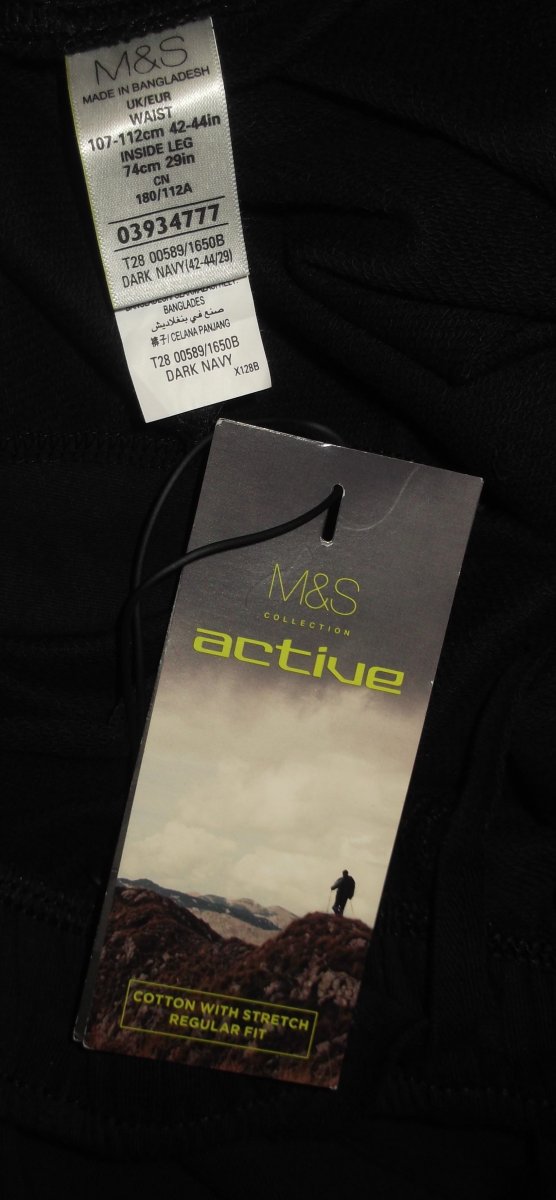 M&S
MADE IN BANGLADESH
UK/EUR
WAIST
107-112cm 42-44in
INSIDE LEG
74cm 29in
CN
180/112A
03934777
T28 00589/1650B
DARK NAVY(42-44/29)
BANGLADES
صنع في بنغلاديش
裤子/ CELANA PANJANG
T28 00589/1650B
DARK NAVY
X128B
M&S
COLLECTION
active
COTTON WITH STRETCH
REGULAR FIT